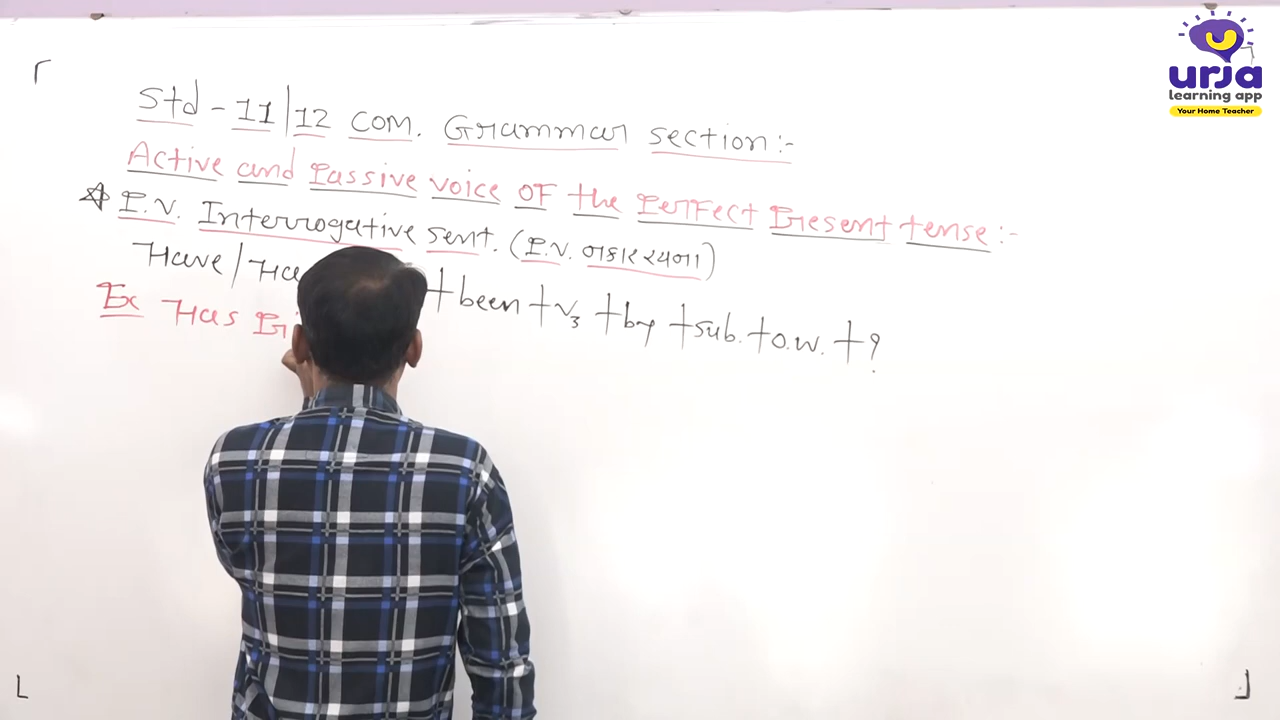 urja
learning app
Your Home Teacher
Std - 11/12 com. Grammar section:-
Active and Passive voice of the Perfect Present tense:-
P.V. Interrogative sent. (P.V. વાક્ય રચના)
Have / + been + v3 + by + sub. + o.w. + ?
Ex Has